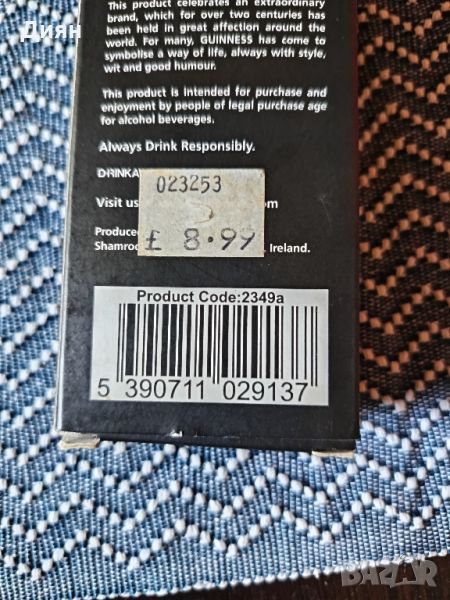 This product celebrates an extraordinary
brand, which for over two centuries has
been held in great affection around the
world. For many, GUINNESS has come to
symbolise a way of life, always with style,
wit and good humour.
This product is intended for purchase and
enjoyment by people of legal purchase age
for alcohol beverages.
Always Drink Responsibly.
023253
£ 8.99
Visit us
Ireland.
Product Code:2349a
5 390711 029137
Диян
BAZAR